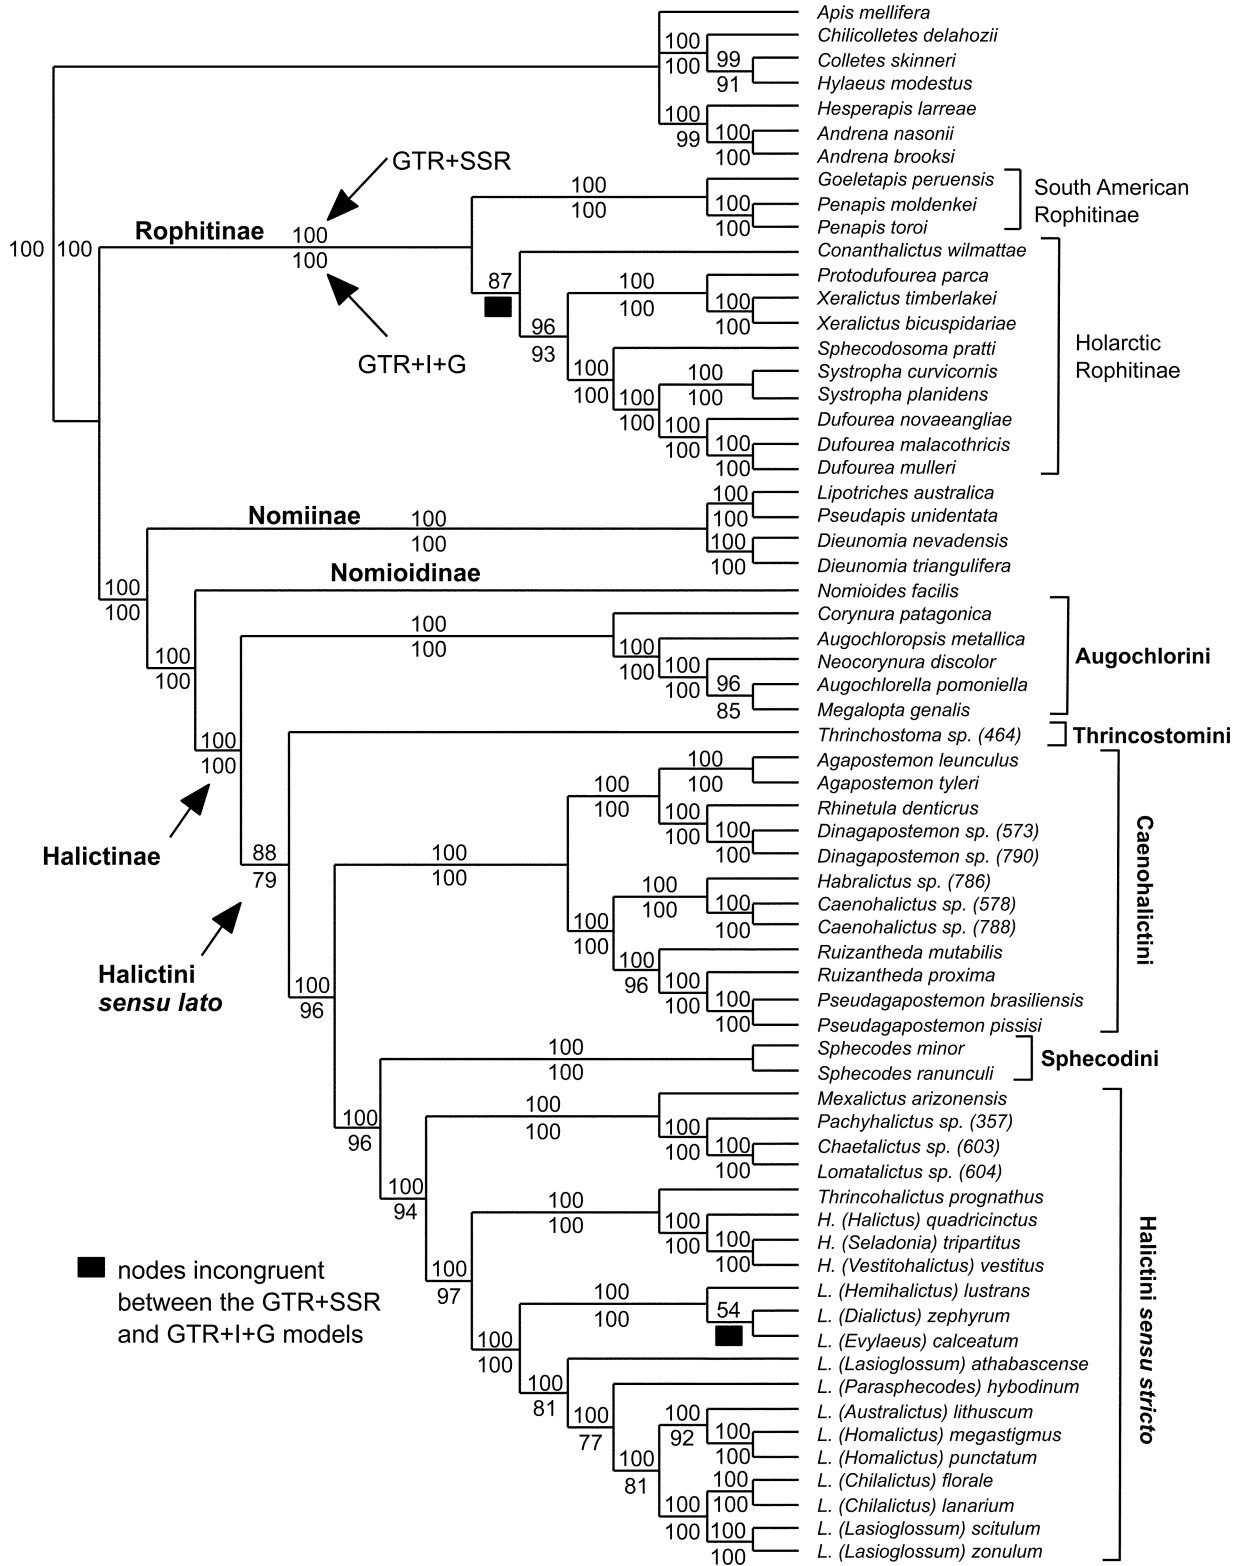 Apis mellifera
Chilicolletes delahozii
100
100
99
Colletes skinneri
91
Hylaeus modestus
Hesperapis larreae
100
99
100
Andrena nasonii
100
Andrena brooksi
GTR+SSR
100
100
Goeletapis peruensis
South American
Rophitinae
100
Penapis moldenkei
100
Penapis toroi
100 100
Rophitinae
100
100
GTR+I+G
Conanthalictus wilmattae
87
100
100
Protodufourea parca
100
Xeralictus timberlakei
100
Xeralictus bicuspidariae
Holarctic
Rophitinae
96
93
Sphecodosoma pratti
100
100
100
100
Systropha curvicornis
Systropha planidens
100
100
100
100
Dufourea novaeangliae
100
Dufourea malacothricis
100
Dufourea mulleri
Nomiinae
100
100
100
Lipotriches australica
100
Pseudapis unidentata
100
Dieunomia nevadensis
100
Dieunomia triangulifera
100
100
Nomioidinae
Nomioides facilis
100
100
100
100
Corynura patagonica
Augochlorini
100
100
Augochloropsis metallica
100
100
Neocorynura discolor
96
Augochlorella pomoniella
85
Megalopta genalis
100
100
Halictinae
Thrinchostoma sp. (464)
Thrincostomini
100
100
100
100
Agapostemon leunculus
Agapostemon tyleri
Caenohalictini
100
100
Rhinetula denticrus
100
Dinagapostemon sp. (573)
100
Dinagapostemon sp. (790)
88
79
Halictini
sensu lato
100
100
100
100
Habralictus sp. (786)
100
Caenohalictus sp. (578)
100
Caenohalictus sp. (788)
100
100
100
96
Ruizantheda mutabilis
100
100
Ruizantheda proxima
100
Pseudagapostemon brasiliensis
100
Pseudagapostemon pissisi
100
96
100
100
Sphecodes minor
Sphecodes ranunculi
Sphecodini
100
96
100
100
Mexalictus arizonensis
100
100
Pachyhalictus sp. (357)
100
Chaetalictus sp. (603)
100
Lomatalictus sp. (604)
Halictini sensu stricto
100
94
100
100
Thrincohalictus prognathus
100
100
H. (Halictus) quadricinctus
100
H. (Seladonia) tripartitus
100
H. (Vestitohalictus) vestitus
100
97
100
100
L. (Hemihalictus) lustrans
54
L. (Dialictus) zephyrum
L. (Evylaeus) calceatum
100
100
L. (Lasioglossum) athabascense
100
81
L. (Parasphecodes) hybodinum
100
77
100
92
L. (Australictus) lithuscum
100
L. (Homalictus) megastigmus
100
L. (Homalictus) punctatum
100
81
100
L. (Chilalictus) florale
100
L. (Chilalictus) lanarium
100
100
100
L. (Lasioglossum) scitulum
100
L. (Lasioglossum) zonulum
nodes incongruent
between the GTR+SSR
and GTR+I+G models